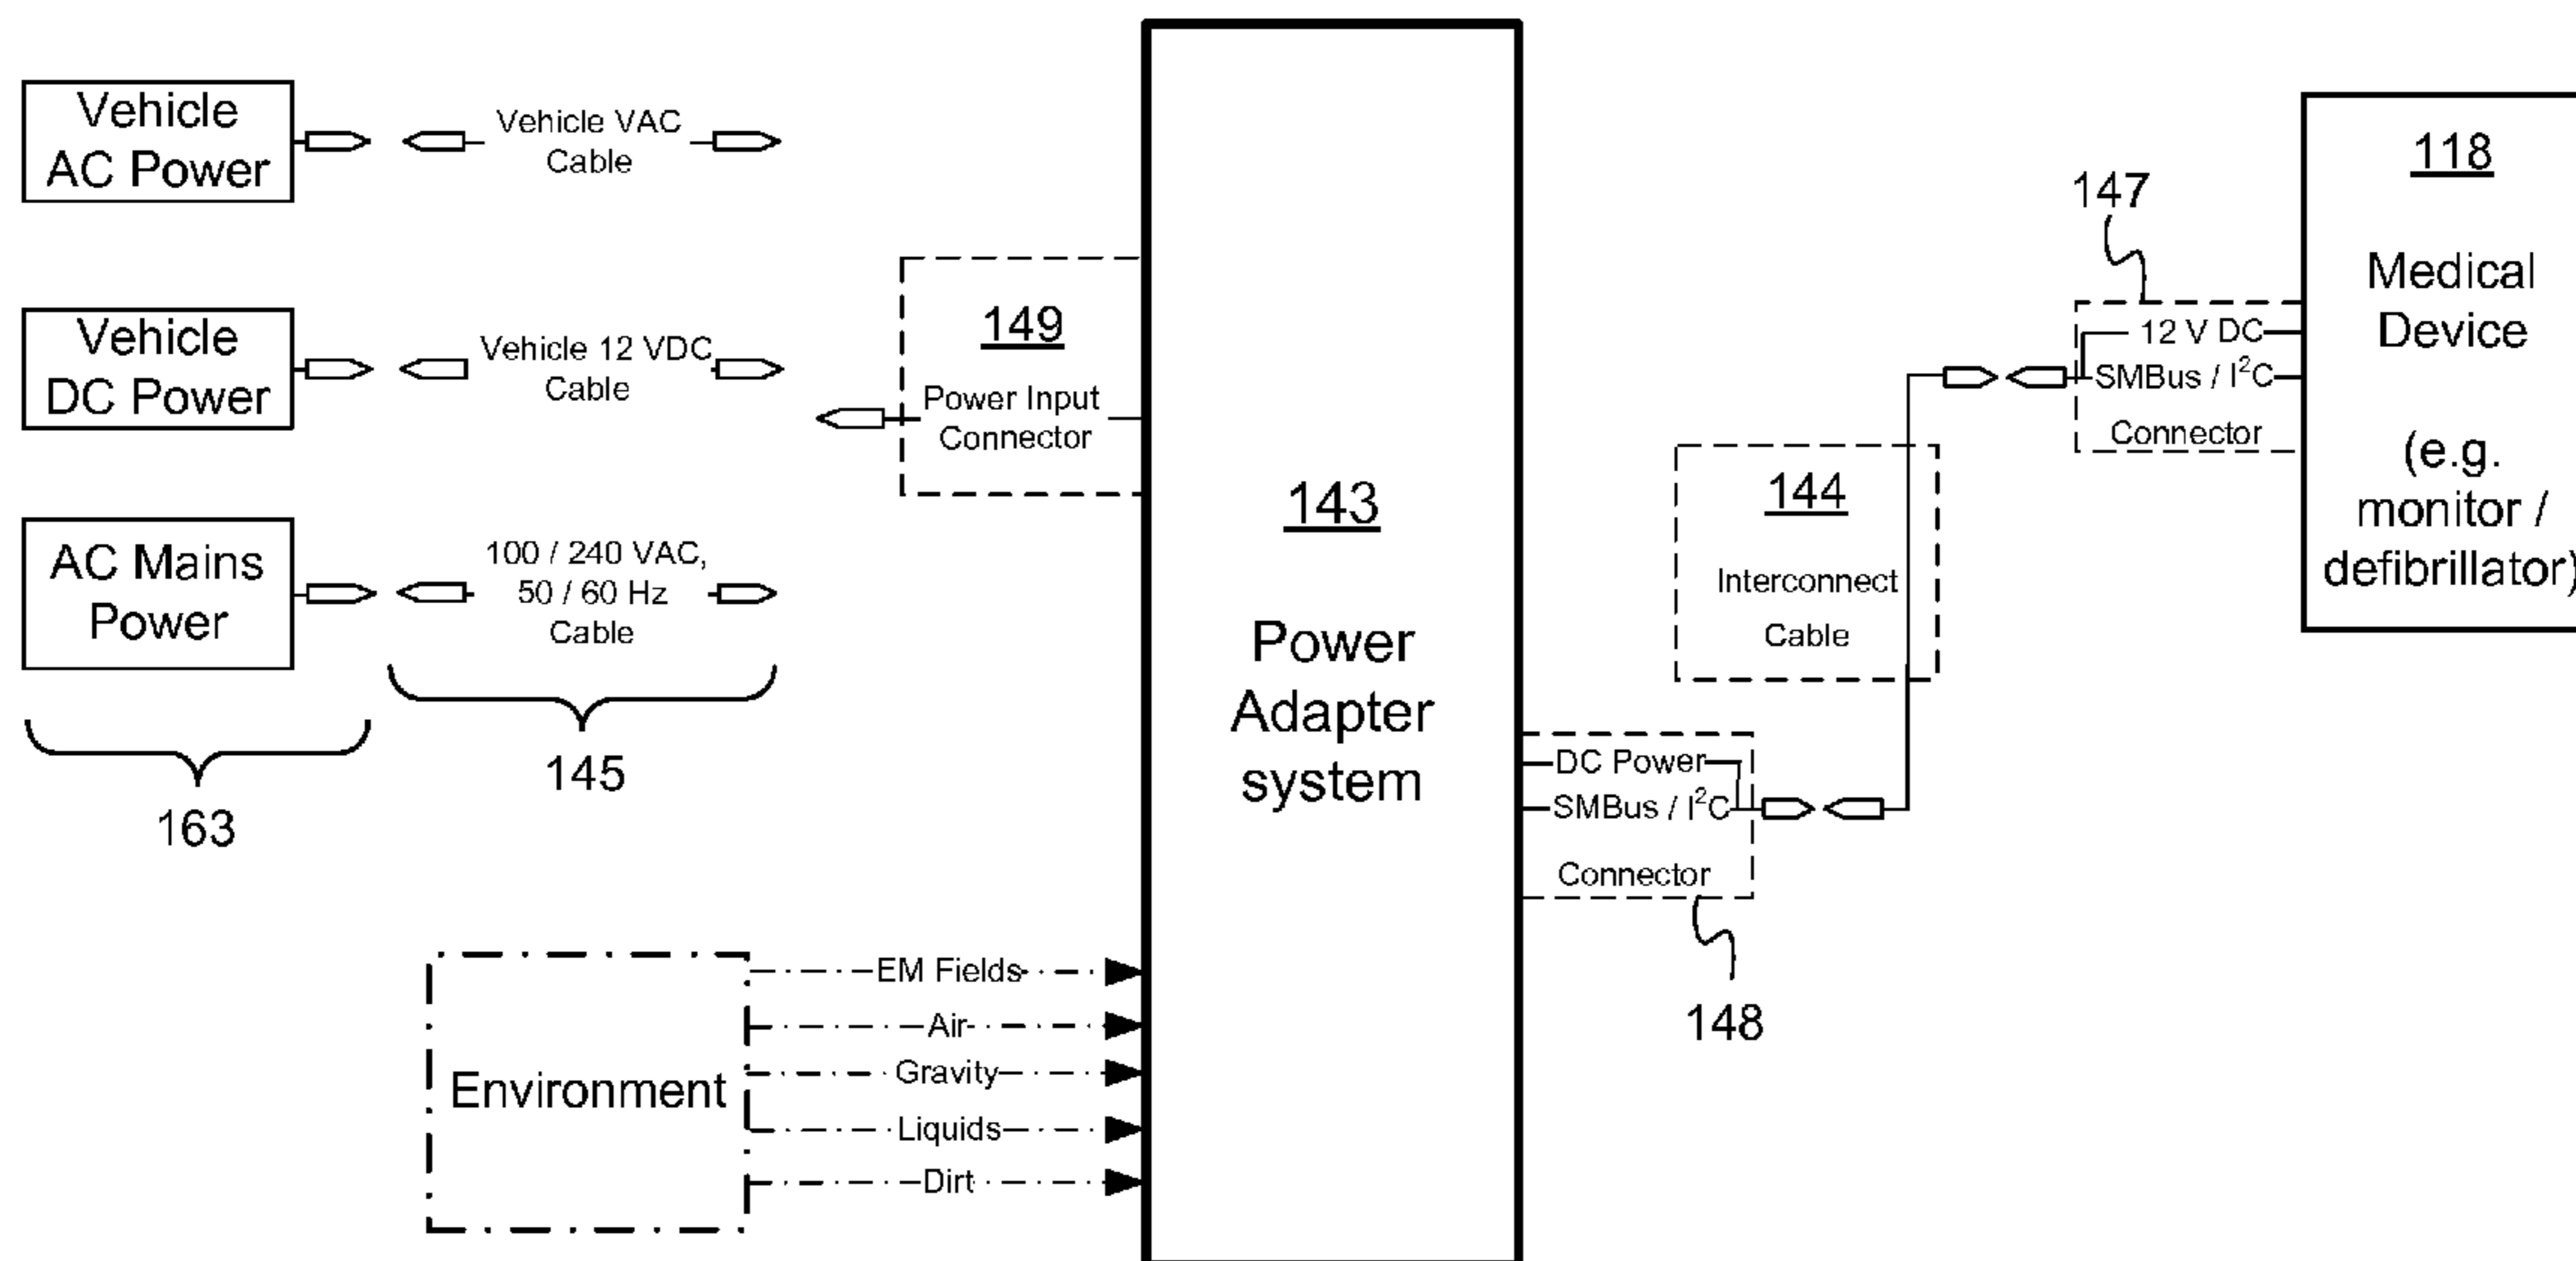 Vehicle
AC Power
Vehicle VAC
Cable
Vehicle
DC Power
Vehicle 12 VDC
Cable
AC Mains
Power
100 / 240 VAC,
50 / 60 Hz
Cable
163
145
149
Power Input
Connector
Environment
EM Fields
Air
Gravity
Liquids
Dirt
143
Power
Adapter
system
DC Power
SMBus / I²C
Connector
148
144
Interconnect
Cable
147
12 V DC
SMBus / I²C
Connector
118
Medical
Device
(e.g.
monitor /
defibrillator)